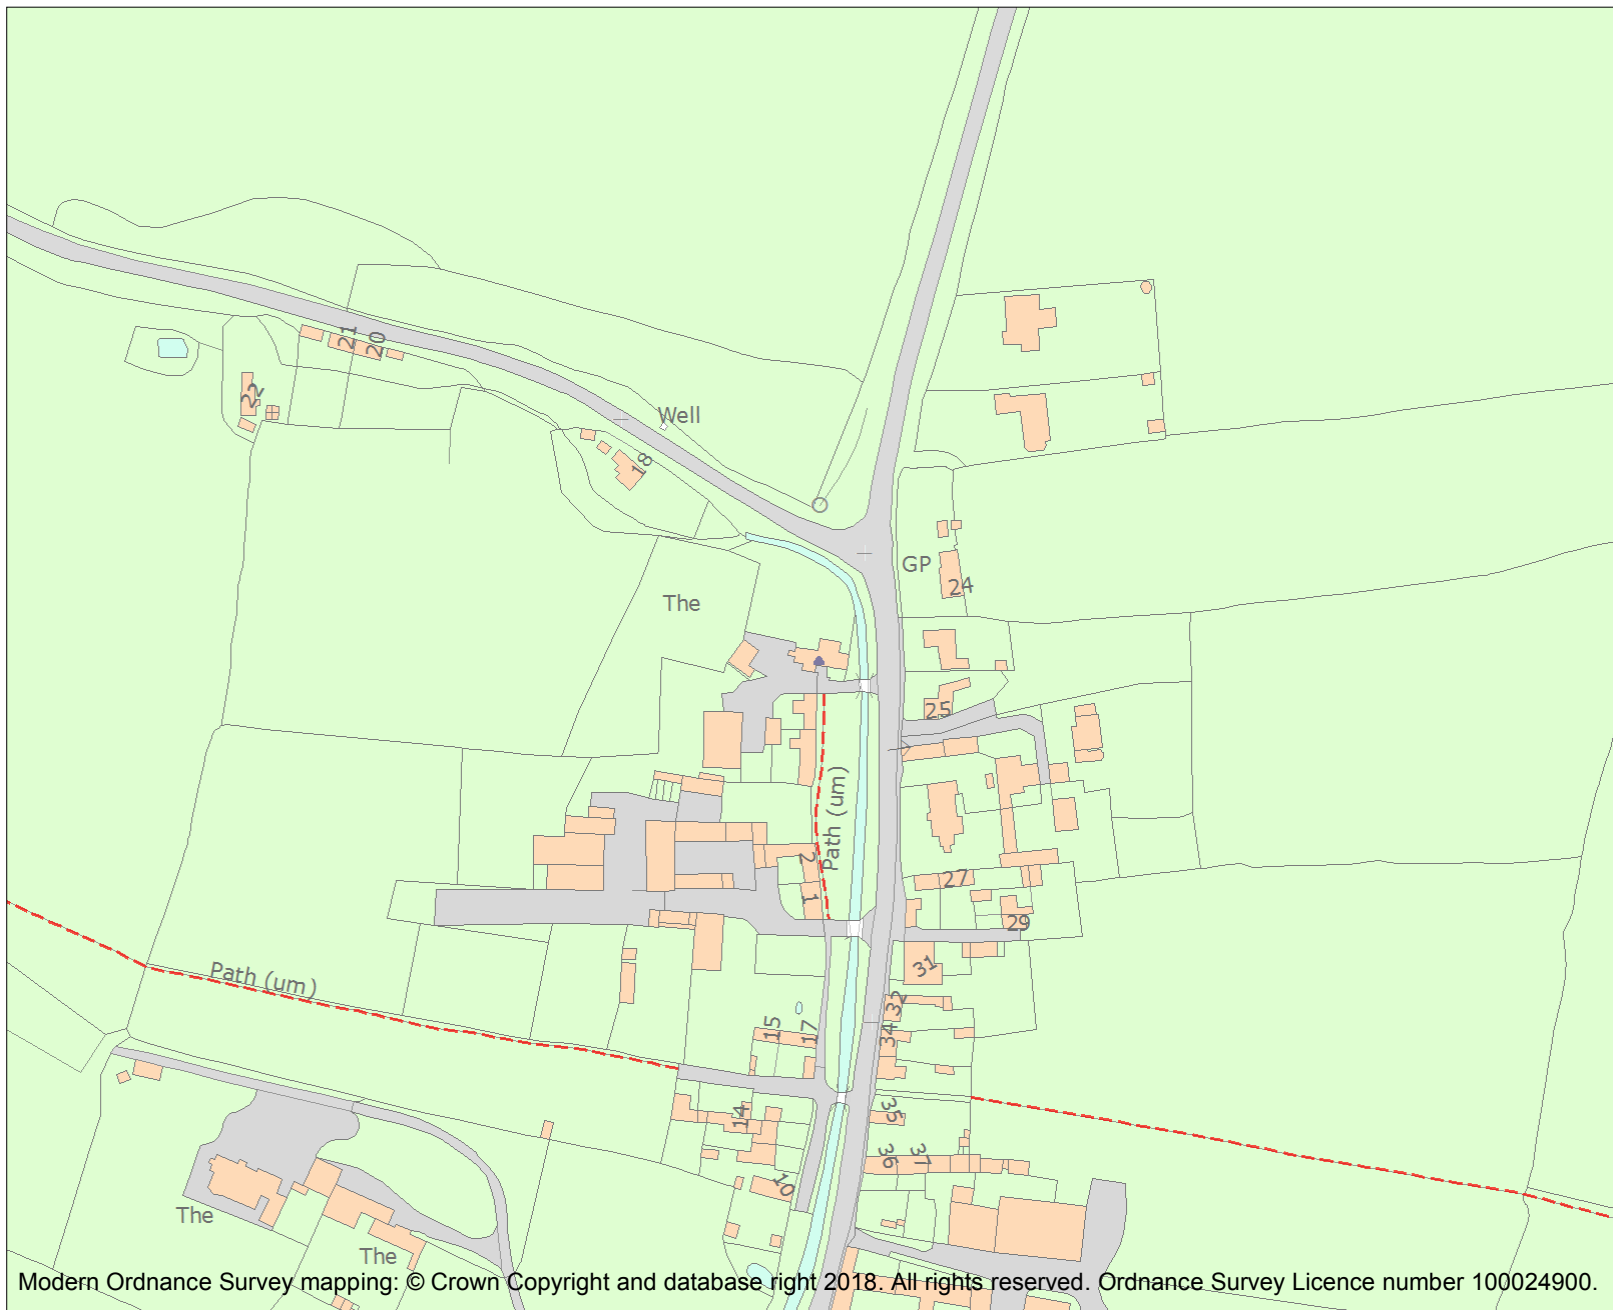 21
20
22
Well
18
GP
24
The
25
Path (um)
2
1
27
29
31
Path (um)
32
15
17
34
14
35
36
37
10
The
The
Modern Ordnance Survey mapping: © Crown Copyright and database right 2018. All rights reserved. Ordnance Survey Licence number 100024900.